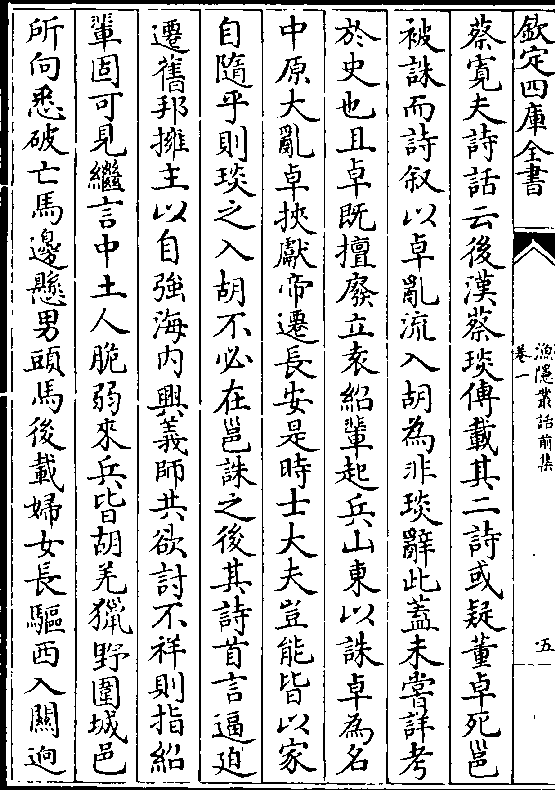 欽定四庫全書
漁隱叢話前集
卷一
五
蔡寛夫詩話云後漢蔡琰傳載其二詩或疑董卓死邕
被誅而詩叙以卓亂流入胡為非琰辭此蓋未嘗詳考
於史也且卓既擅廢立袁紹輩起兵山東以誅卓為名
中原大亂卓挾獻帝遷長安是時士大夫豈能皆以家
自隨乎則琰之入胡不必在邕誅之後其詩首言逼迫
遷舊邦擁主以自強海内興義師共欲討不祥則指紹
輩固可見繼言中土人脆弱來兵皆胡羌獵野圍城邑
所向悉破亡馬邊懸男頭馬後載婦女長驅西入關逈